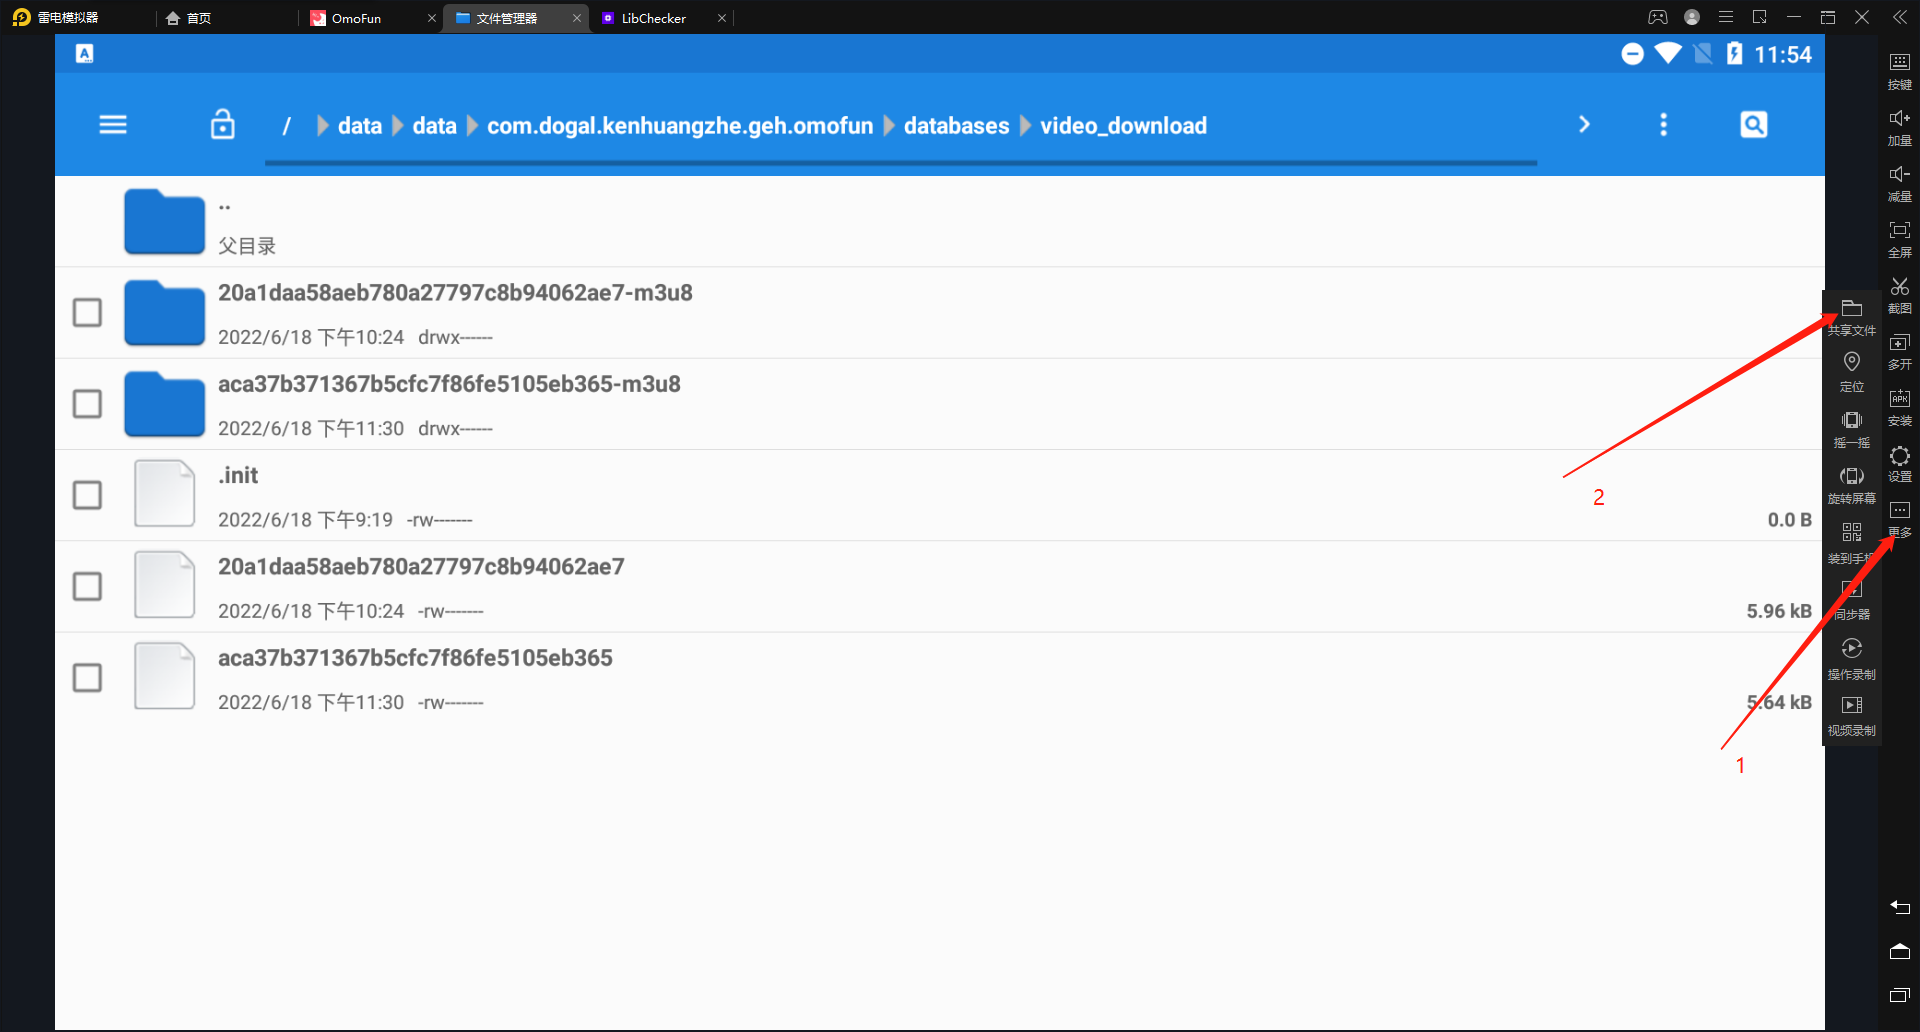 雷电模拟器
首页
OmoFun
文件管理器
LibChecker
A
11:54
/ data data com.dogal.kenhuangzhe.geh.omofun databases video_download
..
父目录
20a1daa58aeb780a27797c8b94062ae7-m3u8
2022/6/18 下午10:24 drwx------
aca37b371367b5cfc7f86fe5105eb365-m3u8
2022/6/18 下午11:30 drwx------
.init
2022/6/18 下午9:19 -rw-------
0.0 B
20a1daa58aeb780a27797c8b94062ae7
2022/6/18 下午10:24 -rw-------
5.96 kB
aca37b371367b5cfc7f86fe5105eb365
2022/6/18 下午11:30 -rw-------
5.64 kB
2
1
共享文件
定位
摇一摇
旋转屏幕
装到手机
同步器
操作录制
视频录制
按键
加量
减量
全屏
截图
多开
APK
安装
设置
更多